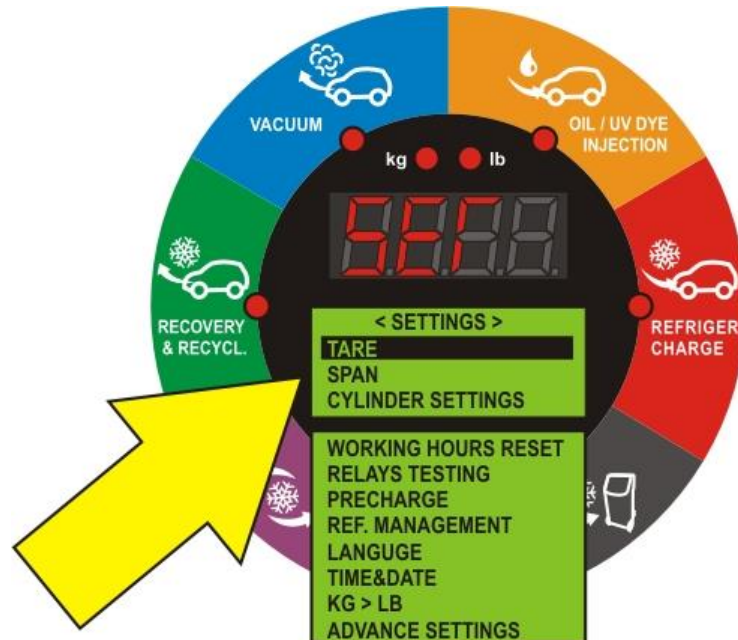 VACUUM
OIL / UV DYE
INJECTION
kg lb
SET
RECOVERY
& RECYCL.
REFRIGER
CHARGE
< SETTINGS >
TARE
SPAN
CYLINDER SETTINGS
WORKING HOURS RESET
RELAYS TESTING
PRECHARGE
REF. MANAGEMENT
LANGUGE
TIME&DATE
KG > LB
ADVANCE SETTINGS